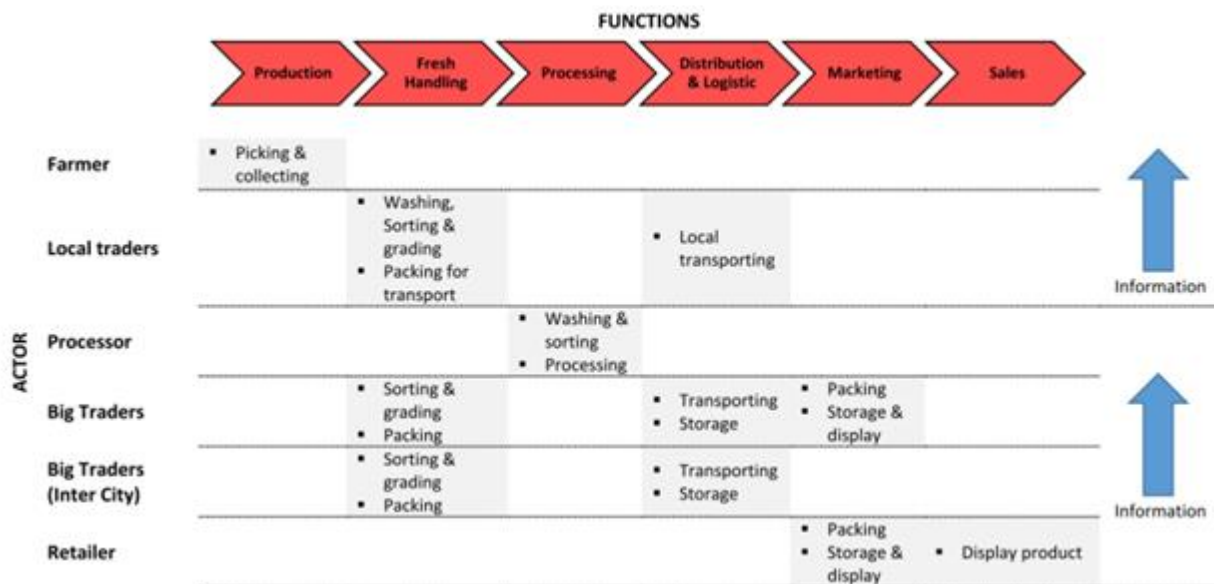 FUNCTIONS
Production
Fresh
Handling
Processing
Distribution
& Logistic
Marketing
Sales
ACTOR
Farmer
▪ Picking &
collecting
Local traders
▪ Washing,
Sorting &
grading
▪ Packing for
transport
▪ Local
transporting
Information
Processor
▪ Washing &
sorting
▪ Processing
Big Traders
▪ Sorting &
grading
▪ Packing
▪ Transporting
▪ Storage
▪ Packing
▪ Storage &
display
Big Traders
(Inter City)
▪ Sorting &
grading
▪ Packing
▪ Transporting
▪ Storage
Information
Retailer
▪ Packing
▪ Storage &
display
▪ Display product